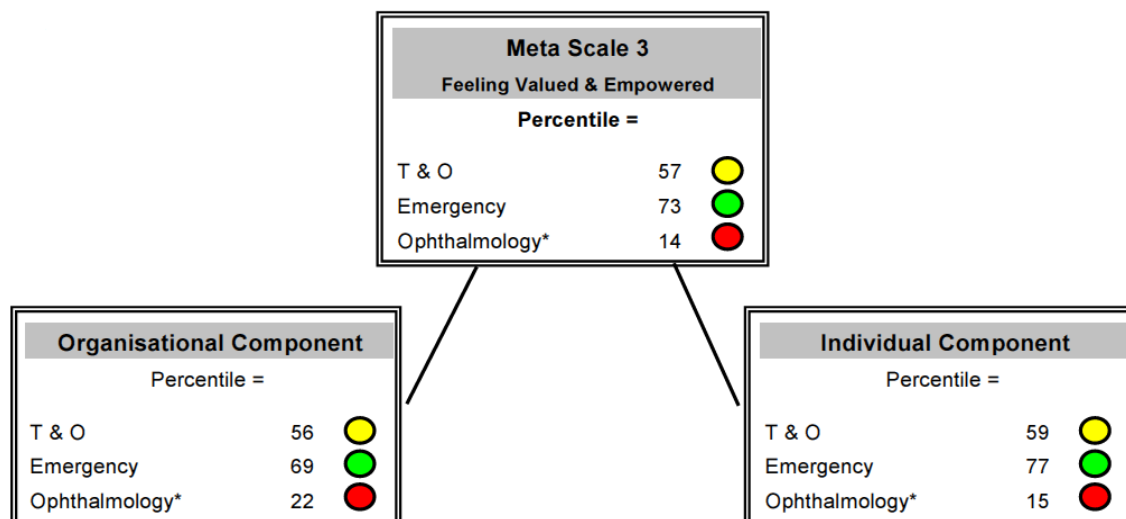 Meta Scale 3
Feeling Valued & Empowered
Percentile =
T & O 57
Emergency 73
Ophthalmology* 14
Organisational Component
Percentile =
T & O 56
Emergency 69
Ophthalmology* 22
Individual Component
Percentile =
T & O 59
Emergency 77
Ophthalmology* 15